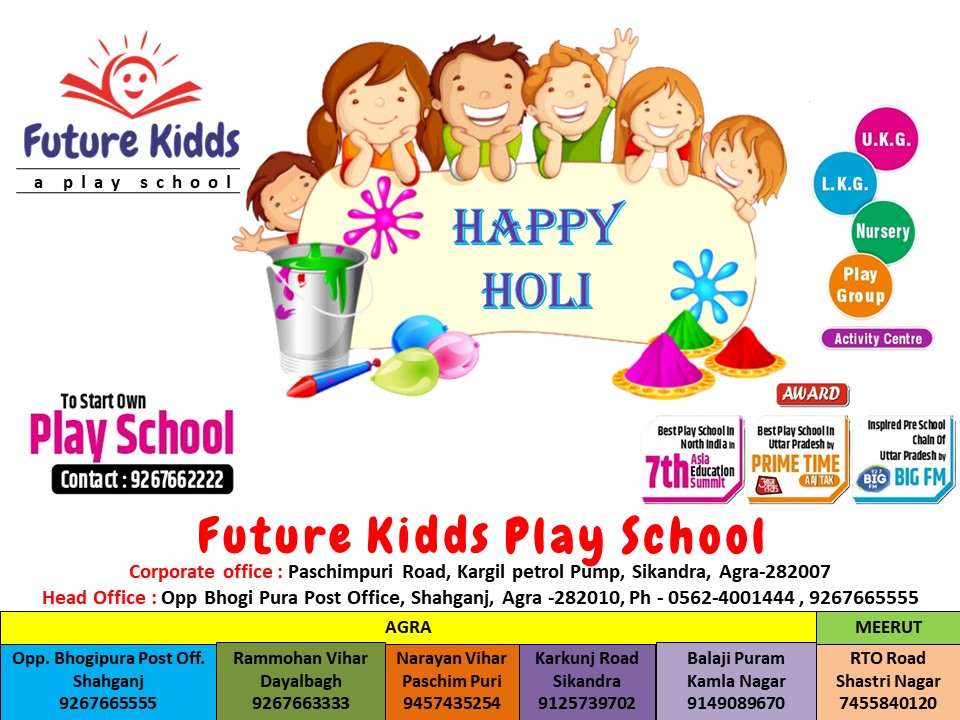 Future Kidds
a play school
HAPPY
HOLI
U.K.G.
L.K.G.
Nursery
Play
Group
Activity Centre
To Start Own
Play School
Contact : 9267662222
AWARD
Best Play School In
North India in
7th Asia
Education
Summit
Best Play School In
Uttar Pradesh by
PRIME TIME
AAJ TAK
Inspired Pre School
Chain Of
Uttar Pradesh by
92.7
BIG
FM
BIG FM
Future Kidds Play School
Corporate office : Paschimpuri Road, Kargil petrol Pump, Sikandra, Agra-282007
Head Office : Opp Bhogi Pura Post Office, Shahganj, Agra -282010, Ph - 0562-4001444 , 9267665555
AGRA
MEERUT
Opp. Bhogipura Post Off.
Shahganj
9267665555
Rammohan Vihar
Dayalbagh
9267663333
Narayan Vihar
Paschim Puri
9457435254
Karkunj Road
Sikandra
9125739702
Balaji Puram
Kamla Nagar
9149089670
RTO Road
Shastri Nagar
7455840120